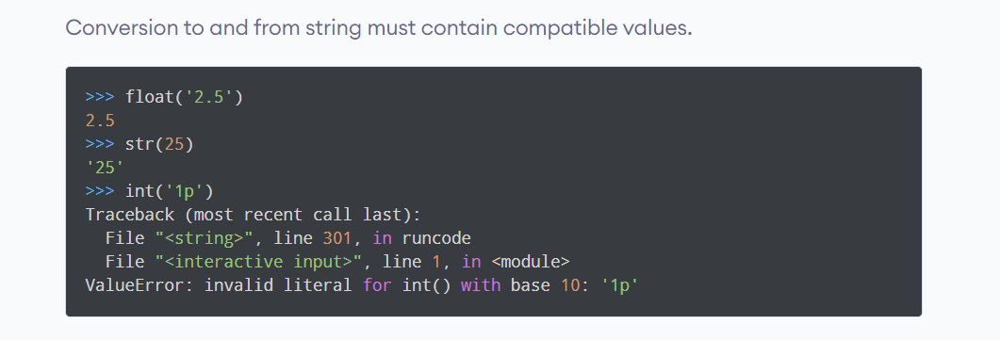 Conversion to and from string must contain compatible values.
>>> float('2.5')
2.5
>>> str(25)
'25'
>>> int('1p')
Traceback (most recent call last):
  File "<string>", line 301, in runcode
  File "<interactive input>", line 1, in <module>
ValueError: invalid literal for int() with base 10: '1p'